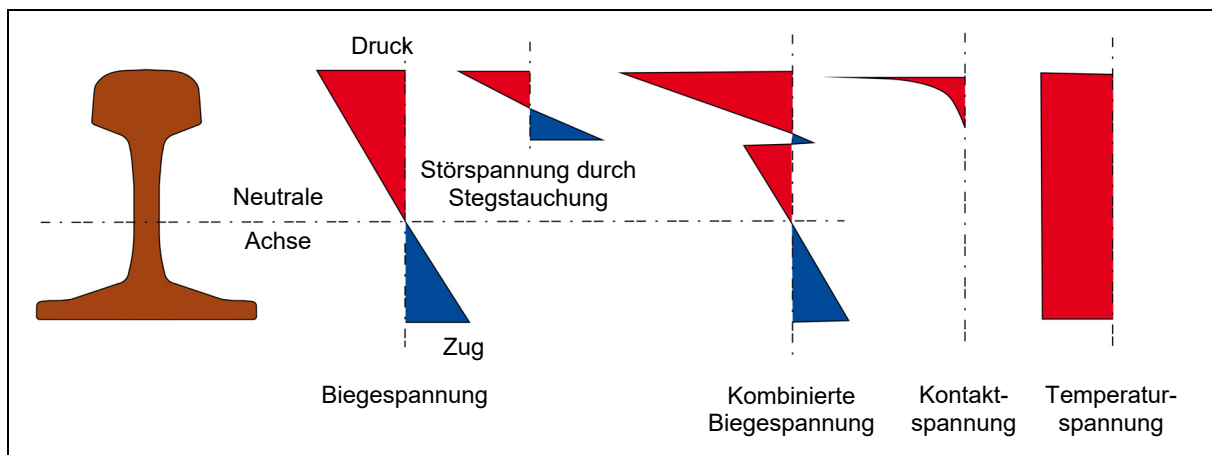 Druck
Störspannung durch
Stegstauchung
Neutrale
Achse
Zug
Biegespannung
Kombinierte
Biegespannung
Kontakt-
spannung
Temperatur-
spannung